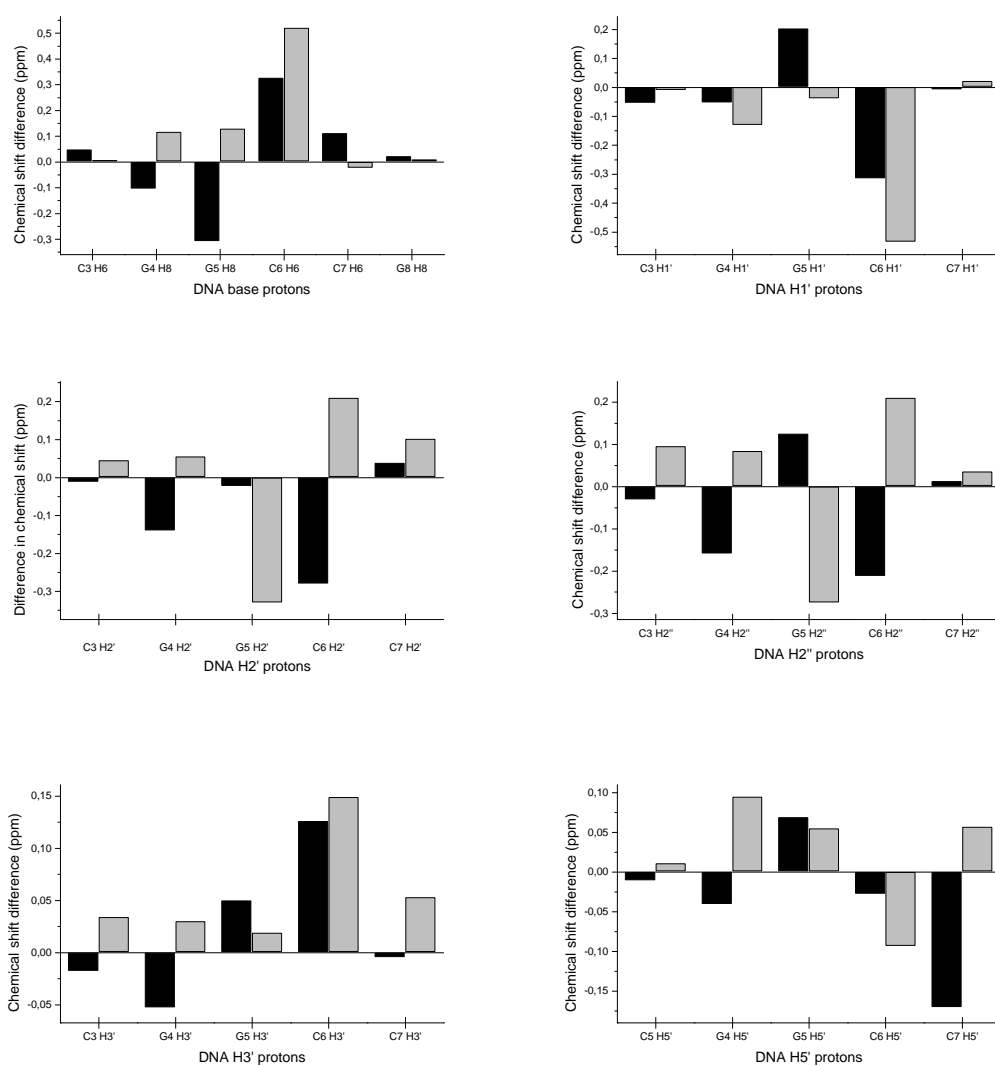 Chemical shift difference (ppm)
0,5
0,4
0,3
0,2
0,1
0,0
-0,1
-0,2
-0,3
C3 H6 G4 H8 G5 H8 C6 H6 C7 H6 G8 H8
DNA base protons
Chemical shift difference (ppm)
0,2
0,1
0,0
-0,1
-0,2
-0,3
-0,4
-0,5
C3 H1' G4 H1' G5 H1' C6 H1' C7 H1'
DNA H1' protons
Difference in chemical shift (ppm)
0,2
0,1
0,0
-0,1
-0,2
-0,3
C3 H2' G4 H2' G5 H2' C6 H2' C7 H2'
DNA H2' protons
Chemical shift difference (ppm)
0,2
0,1
0,0
-0,1
-0,2
-0,3
C3 H2" G4 H2" G5 H2" C6 H2" C7 H2"
DNA H2" protons
Chemical shift difference (ppm)
0,15
0,10
0,05
0,00
-0,05
C3 H3' G4 H3' G5 H3' C6 H3' C7 H3'
DNA H3' protons
Chemical shift difference (ppm)
0,10
0,05
0,00
-0,05
-0,10
-0,15
C5 H5' G4 H5' G5 H5' C6 H5' C7 H5'
DNA H5' protons